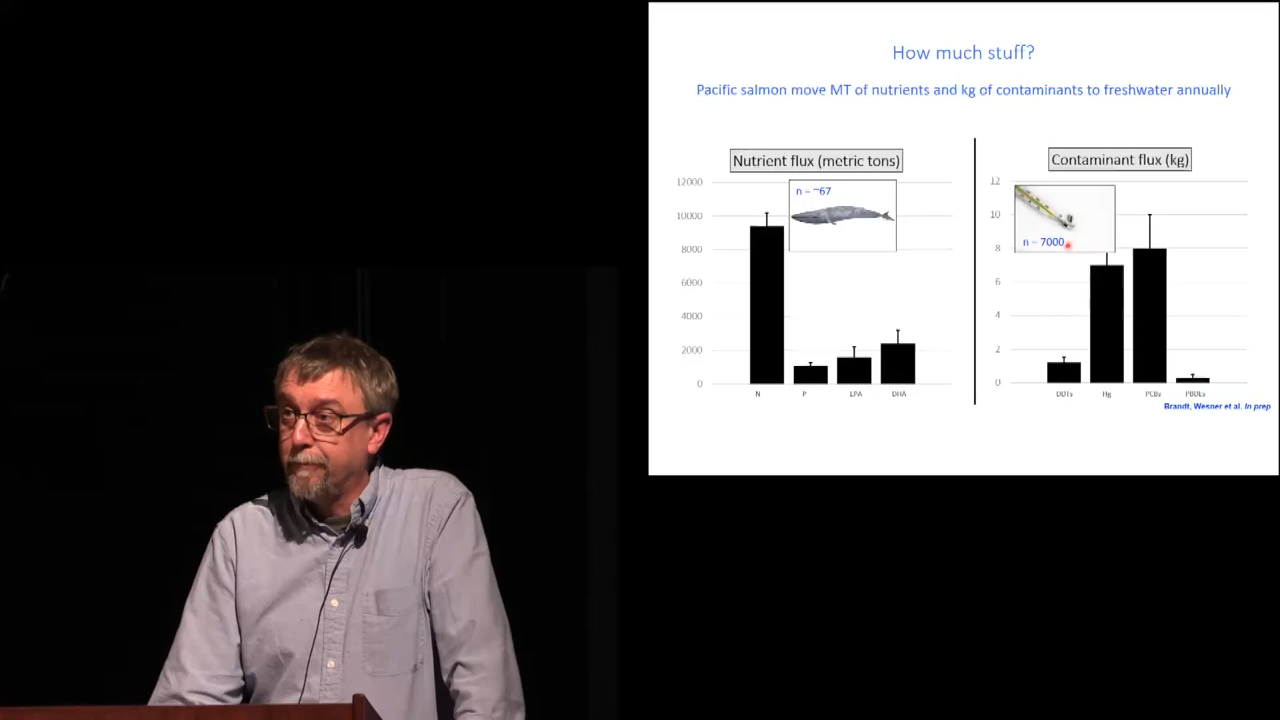 How much stuff?
Pacific salmon move MT of nutrients and kg of contaminants to freshwater annually
Nutrient flux (metric tons)
12000
10000
8000
6000
4000
2000
0
n = ~67
N
P
EPA
DHA
Contaminant flux (kg)
12
10
8
6
4
2
0
n = 7000
DDTs
Hg
PCBs
PBDEs
Brandt, Wesner et al. In prep